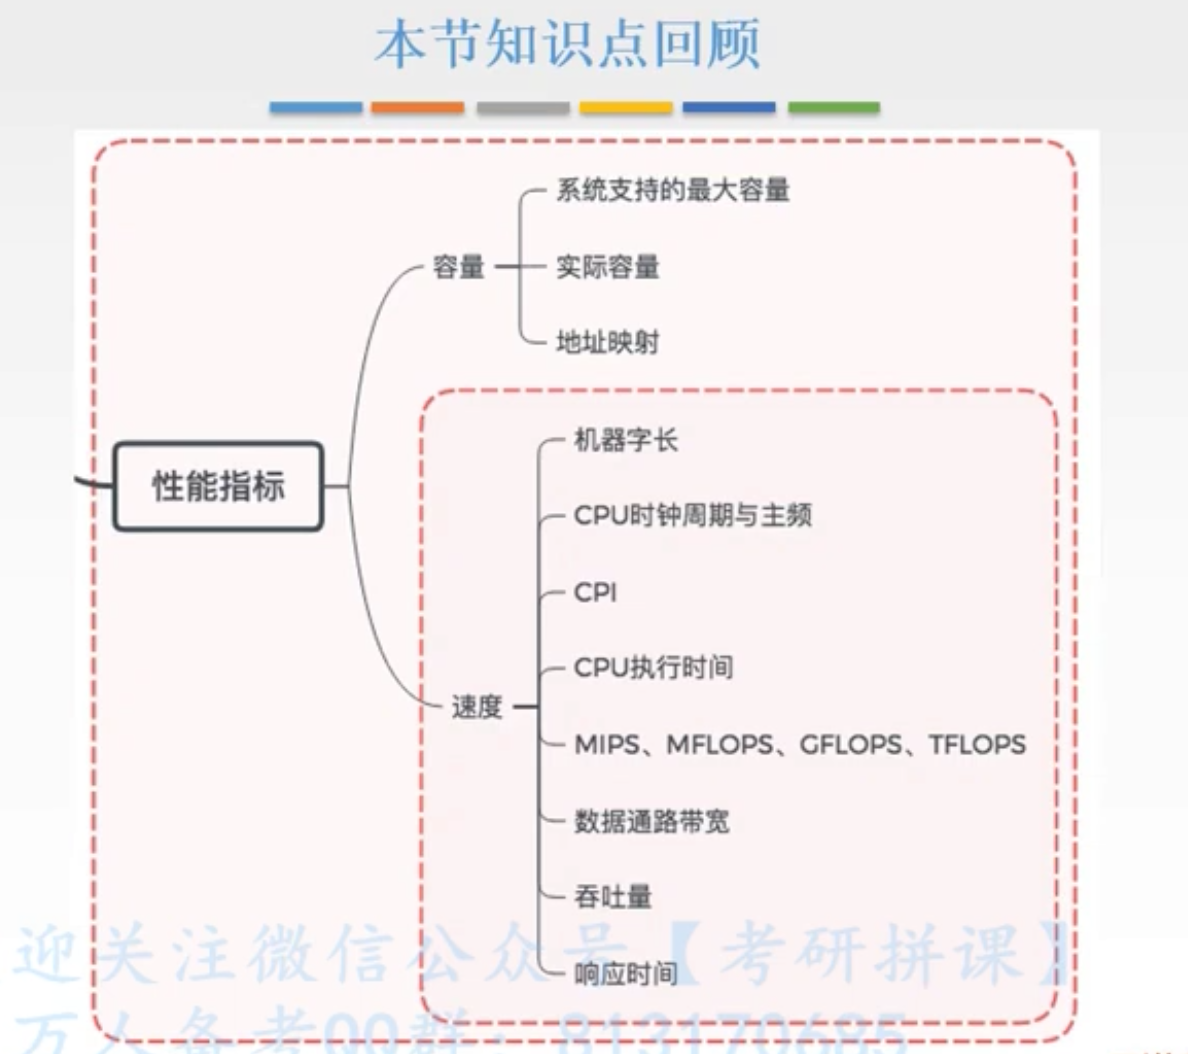 本节知识点回顾
系统支持的最大容量
容量
实际容量
地址映射
性能指标
机器字长
CPU时钟周期与主频
CPI
CPU执行时间
速度
MIPS、MFLOPS、GFLOPS、TFLOPS
数据通路带宽
吞吐量
响应时间
迎关注微信公众号【考研拼课】
万人备考QQ群：813170685